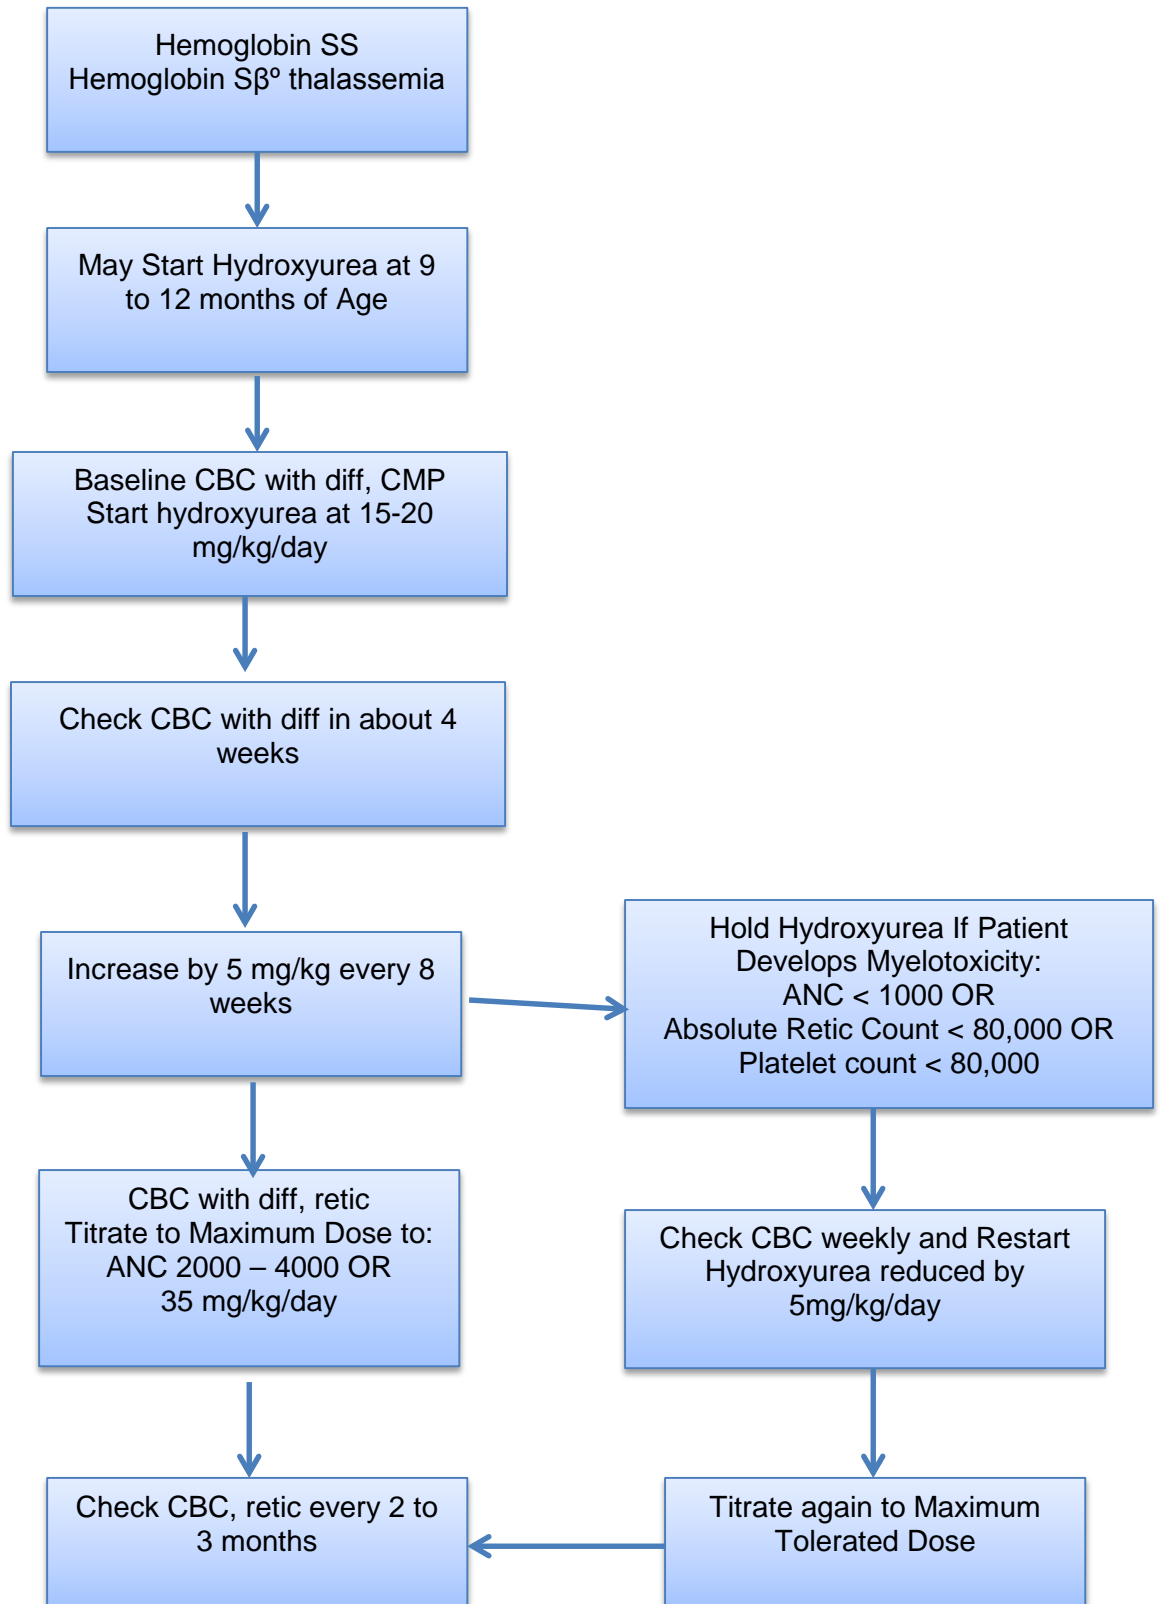 Hemoglobin SS
Hemoglobin Sβº thalassemia
May Start Hydroxyurea at 9
to 12 months of Age
Baseline CBC with diff, CMP
Start hydroxyurea at 15-20
mg/kg/day
Check CBC with diff in about 4
weeks
Increase by 5 mg/kg every 8
weeks
Hold Hydroxyurea If Patient
Develops Myelotoxicity:
ANC < 1000 OR
Absolute Retic Count < 80,000 OR
Platelet count < 80,000
CBC with diff, retic
Titrate to Maximum Dose to:
ANC 2000 – 4000 OR
35 mg/kg/day
Check CBC weekly and Restart
Hydroxyurea reduced by
5mg/kg/day
Check CBC, retic every 2 to
3 months
Titrate again to Maximum
Tolerated Dose